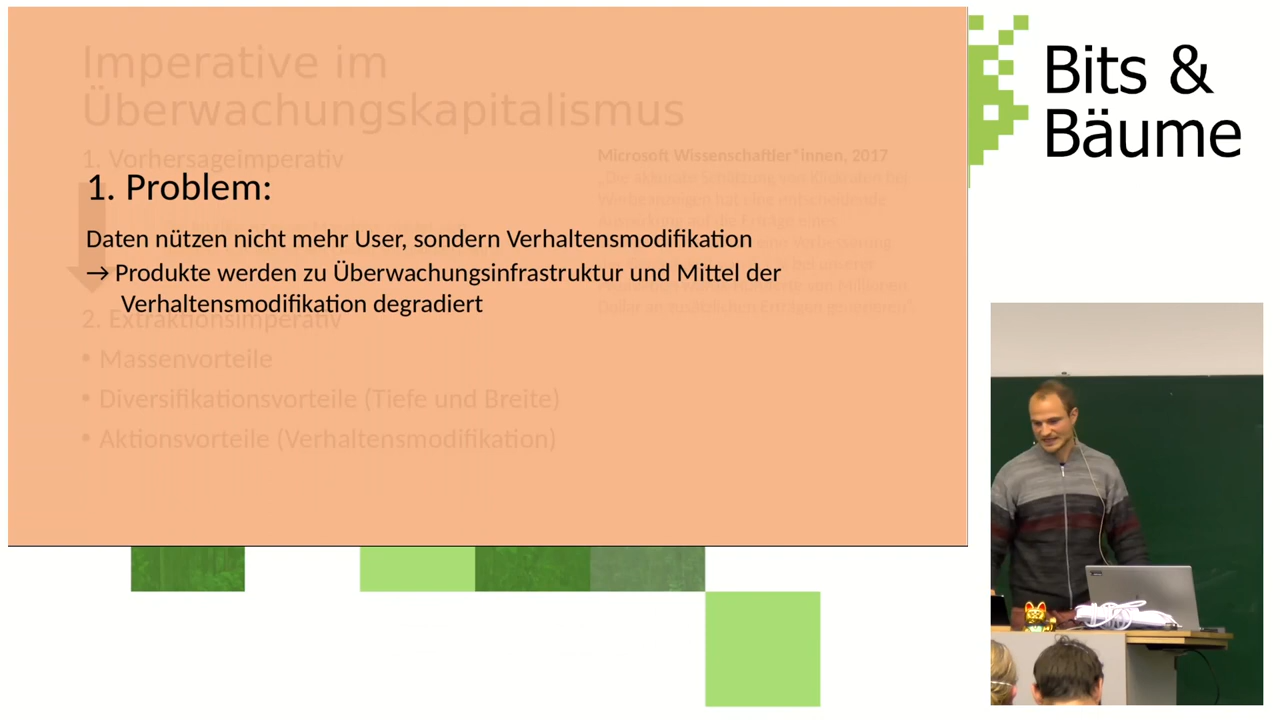 Imperative im
Überwachungskapitalismus
1. Vorhersageimperativ
Microsoft Wissenschaftler*innen, 2017
1. Problem:
Daten nützen nicht mehr User, sondern Verhaltensmodifikation
→ Produkte werden zu Überwachungsinfrastruktur und Mittel der
Verhaltensmodifikation degradiert
2. Extraktionsimperativ
• Massenvorteile
• Diversifikationsvorteile (Tiefe und Breite)
• Aktionsvorteile (Verhaltensmodifikation)
Bits &
Bäume